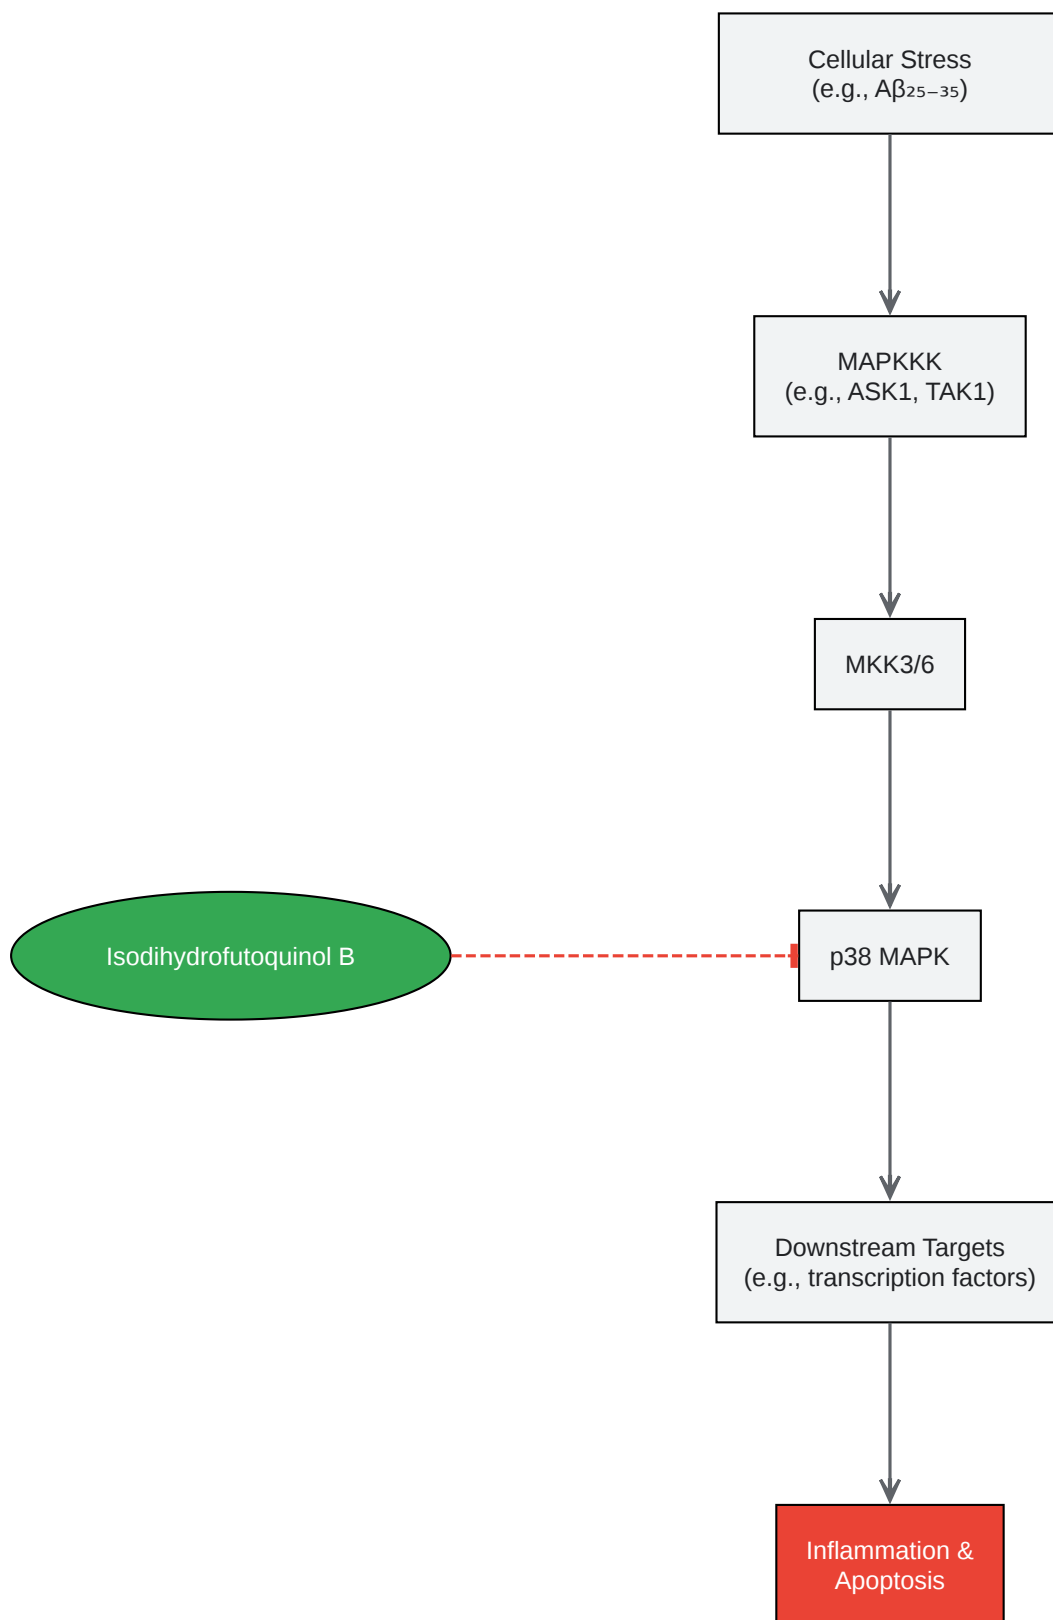 Cellular Stress
(e.g., Aβ₂₅₋₃₅)
MAPKKK
(e.g., ASK1, TAK1)
MKK3/6
Isodihydrofutoquinol B
p38 MAPK
Downstream Targets
(e.g., transcription factors)
Inflammation &
Apoptosis